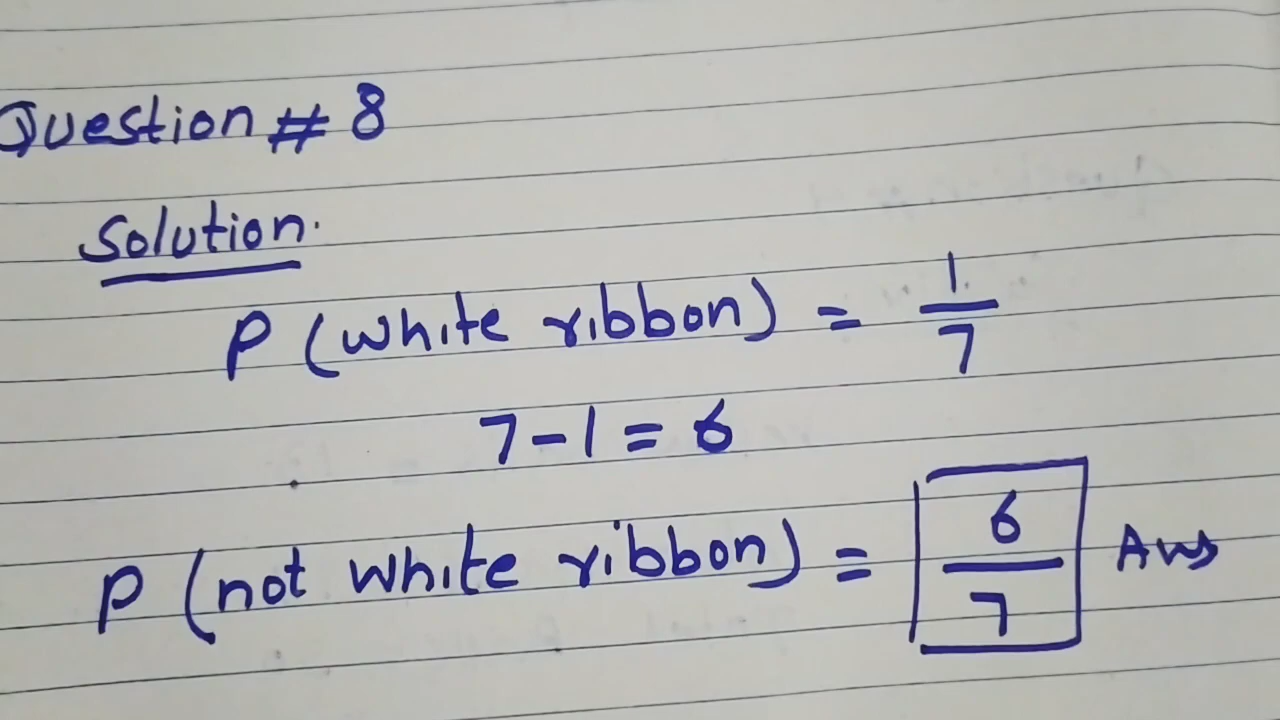 Question # 8
Solution.
P (white ribbon) = 1/7
7 - 1 = 6
P (not white ribbon) = 6/7 Ans